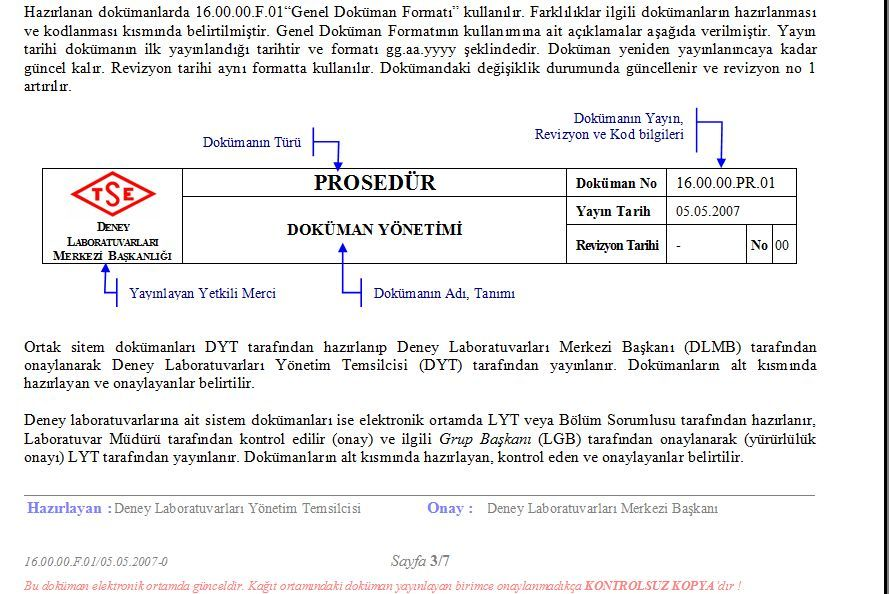 Hazırlanan dokümanlarda 16.00.00.F.01“Genel Doküman Formatı” kullanılır. Farklılıklar ilgili dokümanların hazırlanması
ve kodlanması kısmında belirtilmiştir. Genel Doküman Formatının kullanımına ait açıklamalar aşağıda verilmiştir. Yayın
tarihi dokümanın ilk yayınlandığı tarihtir ve formatı gg.aa.yyyy şeklindedir. Doküman yeniden yayınlanıncaya kadar
güncel kalır. Revizyon tarihi aynı formatta kullanılır. Dokümandaki değişiklik durumunda güncellenir ve revizyon no 1
artırılır.
Dokümanın Türü
Dokümanın Yayın,
Revizyon ve Kod bilgileri
TSE
DENEY
LABORATUVARLARI
MERKEZİ BAŞKANLIĞI
PROSEDÜR
DOKÜMAN YÖNETİMİ
Doküman No 16.00.00.PR.01
Yayın Tarih 05.05.2007
Revizyon Tarihi - No 00
Yayınlayan Yetkili Merci
Dokümanın Adı, Tanımı
Ortak sitem dokümanları DYT tarafından hazırlanıp Deney Laboratuvarları Merkezi Başkanı (DLMB) tarafından
onaylanarak Deney Laboratuvarları Yönetim Temsilcisi (DYT) tarafından yayınlanır. Dokümanların alt kısmında
hazırlayan ve onaylayanlar belirtilir.
Deney laboratuvarlarına ait sistem dokümanları ise elektronik ortamda LYT veya Bölüm Sorumlusu tarafından hazırlanır,
Laboratuvar Müdürü tarafından kontrol edilir (onay) ve ilgili Grup Başkanı (LGB) tarafından onaylanarak (yürürlülük
onayı) LYT tarafından yayınlanır. Dokümanların alt kısmında hazırlayan, kontrol eden ve onaylayanlar belirtilir.
Hazırlayan : Deney Laboratuvarları Yönetim Temsilcisi Onay : Deney Laboratuvarları Merkezi Başkanı
16.00.00.F.01/05.05.2007-0 Sayfa 3/7
Bu doküman elektronik ortamda günceldir. Kağıt ortamındaki doküman yayınlayan birimce onaylanmadıkça KONTROLSUZ KOPYA'dır !